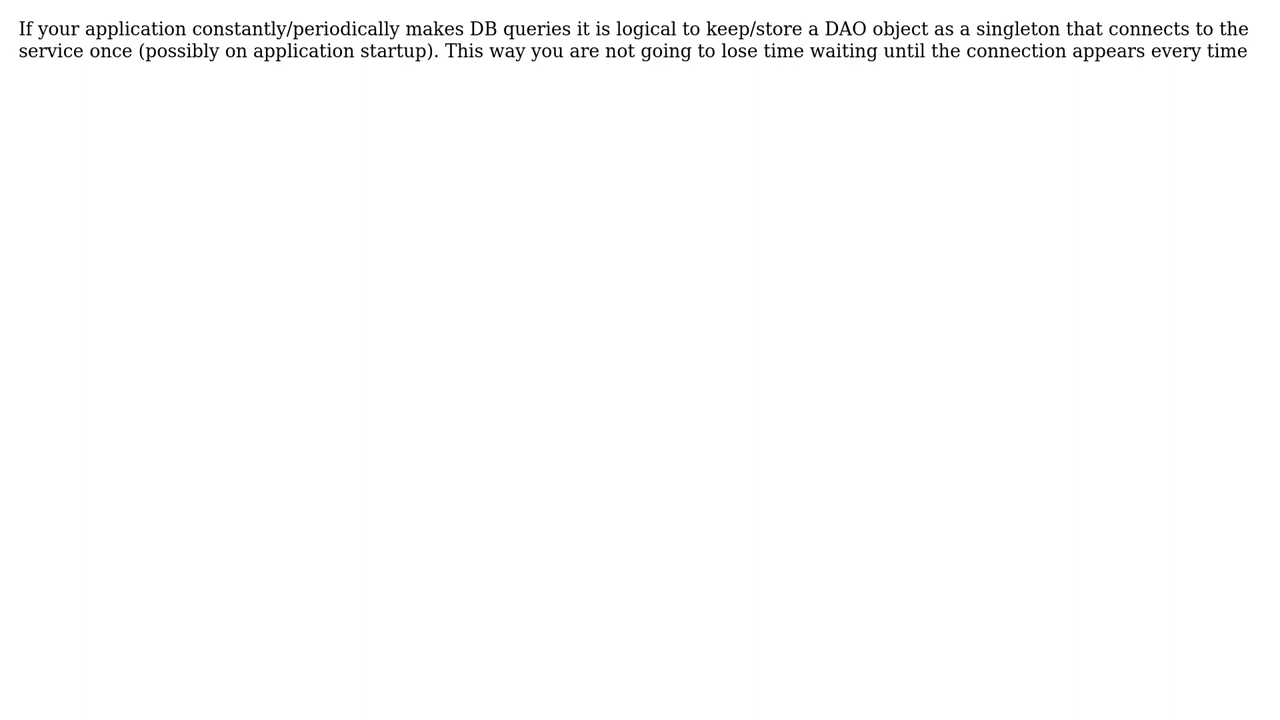 If your application constantly/periodically makes DB queries it is logical to keep/store a DAO object as a singleton that connects to the
service once (possibly on application startup). This way you are not going to lose time waiting until the connection appears every time